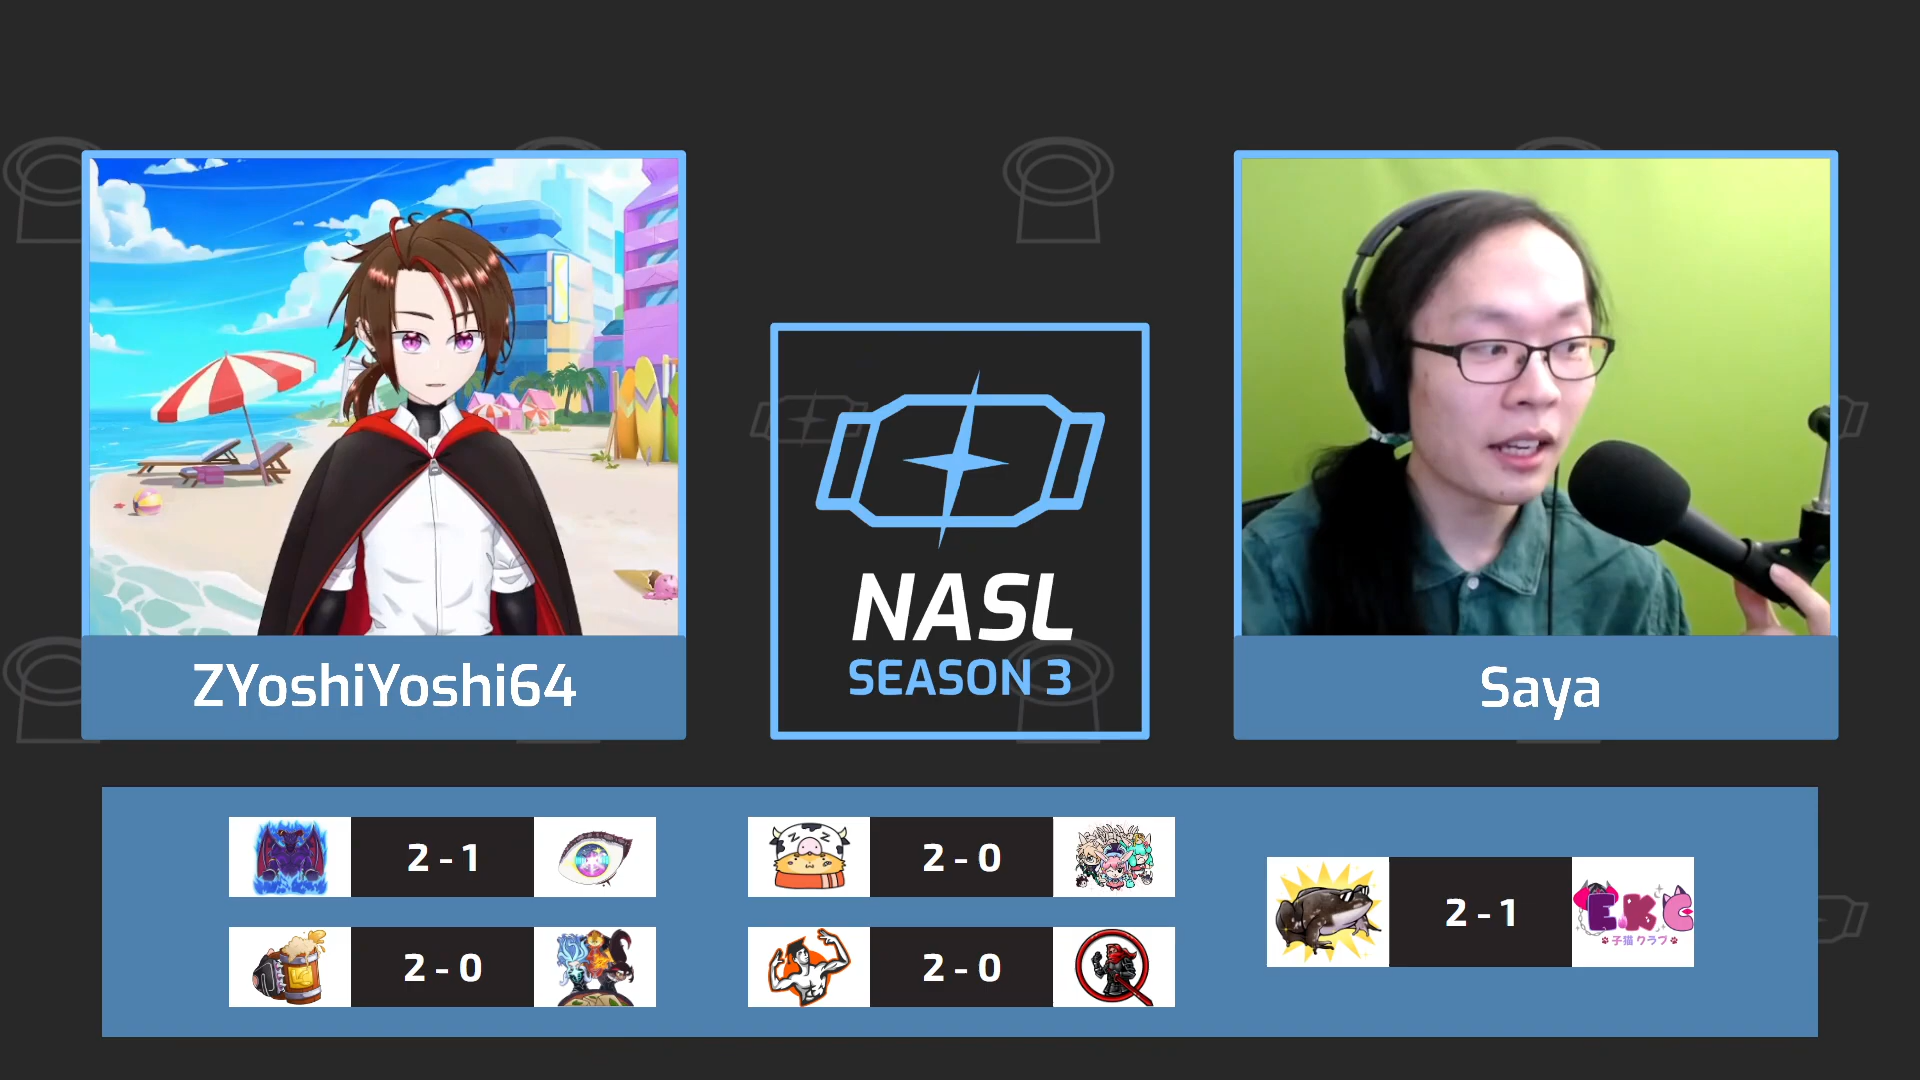 ZYoshiYoshi64
NASL
SEASON 3
Saya
2 - 1
2 - 0
2 - 1
E.K.C
子猫クラブ
2 - 0
2 - 0